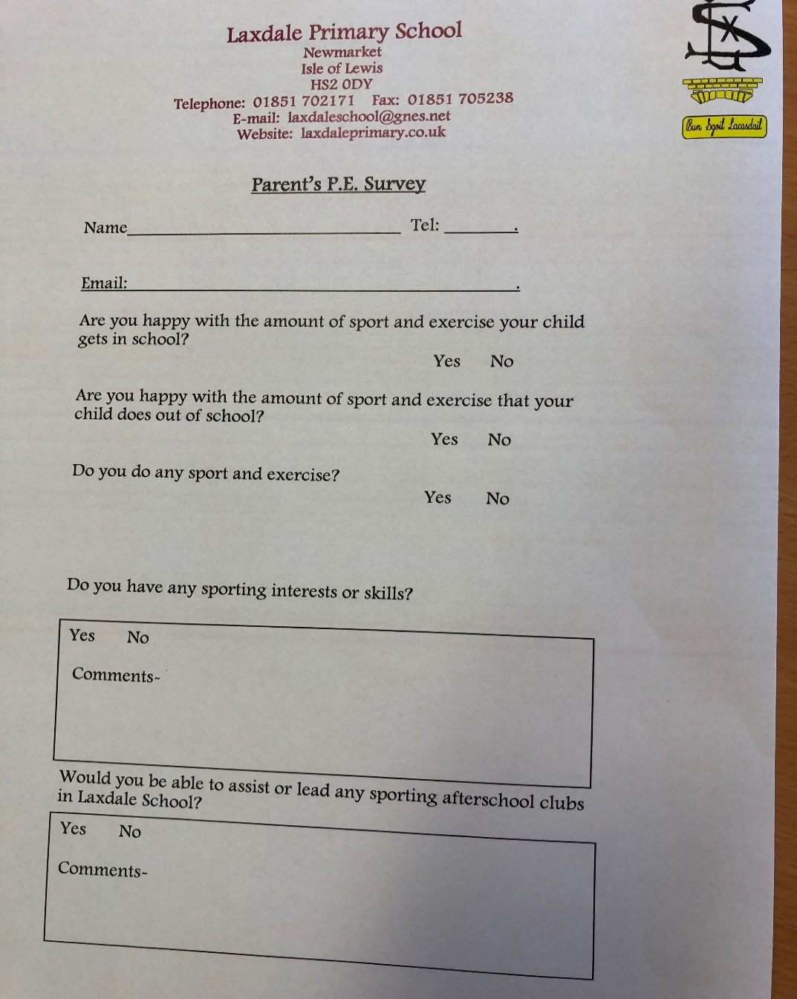 Laxdale Primary School
Newmarket
Isle of Lewis
HS2 0DY
Telephone: 01851 702171 Fax: 01851 705238
E-mail: laxdaleschool@gnes.net
Website: laxdaleprimary.co.uk
Bun Sgoil Lacasdail
Parent's P.E. Survey
Name____________________ Tel: ________.
Email:____________________.
Are you happy with the amount of sport and exercise your child
gets in school?
Yes No
Are you happy with the amount of sport and exercise that your
child does out of school?
Yes No
Do you do any sport and exercise?
Yes No
Do you have any sporting interests or skills?
Yes No
Comments-
Would you be able to assist or lead any sporting afterschool clubs
in Laxdale School?
Yes No
Comments-